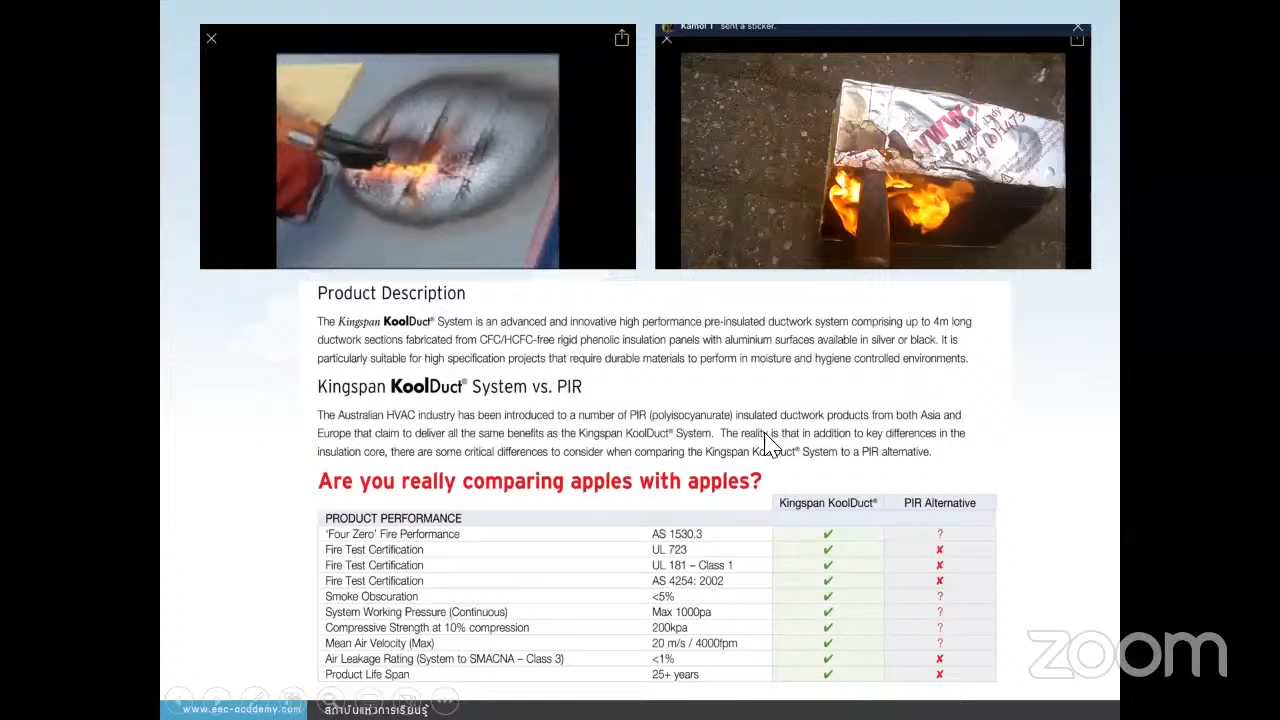 Kamol T sent a sticker.
WWW.
Product Description
The Kingspan KoolDuct® System is an advanced and innovative high performance pre-insulated ductwork system comprising up to 4m long
ductwork sections fabricated from CFC/HCFC-free rigid phenolic insulation panels with aluminium surfaces available in silver or black. It is
particularly suitable for high specification projects that require durable materials to perform in moisture and hygiene controlled environments.
Kingspan KoolDuct® System vs. PIR
The Australian HVAC industry has been introduced to a number of PIR (polyisocyanurate) insulated ductwork products from both Asia and
Europe that claim to deliver all the same benefits as the Kingspan KoolDuct® System. The reality is that in addition to key differences in the
insulation core, there are some critical differences to consider when comparing the Kingspan KoolDuct® System to a PIR alternative.
Are you really comparing apples with apples?
Kingspan KoolDuct® PIR Alternative
PRODUCT PERFORMANCE
'Four Zero' Fire Performance AS 1530.3 ✔ ?
Fire Test Certification UL 723 ✔ ✘
Fire Test Certification UL 181 – Class 1 ✔ ✘
Fire Test Certification AS 4254: 2002 ✔ ✘
Smoke Obscuration <5% ✔ ?
System Working Pressure (Continuous) Max 1000pa ✔ ?
Compressive Strength at 10% compression 200kpa ✔ ?
Mean Air Velocity (Max) 20 m/s / 4000fpm ✔ ?
Air Leakage Rating (System to SMACNA – Class 3) <1% ✔ ✘
Product Life Span 25+ years ✔ ✘
zoom
www.eec-academy.com สถาบันแห่งการเรียนรู้